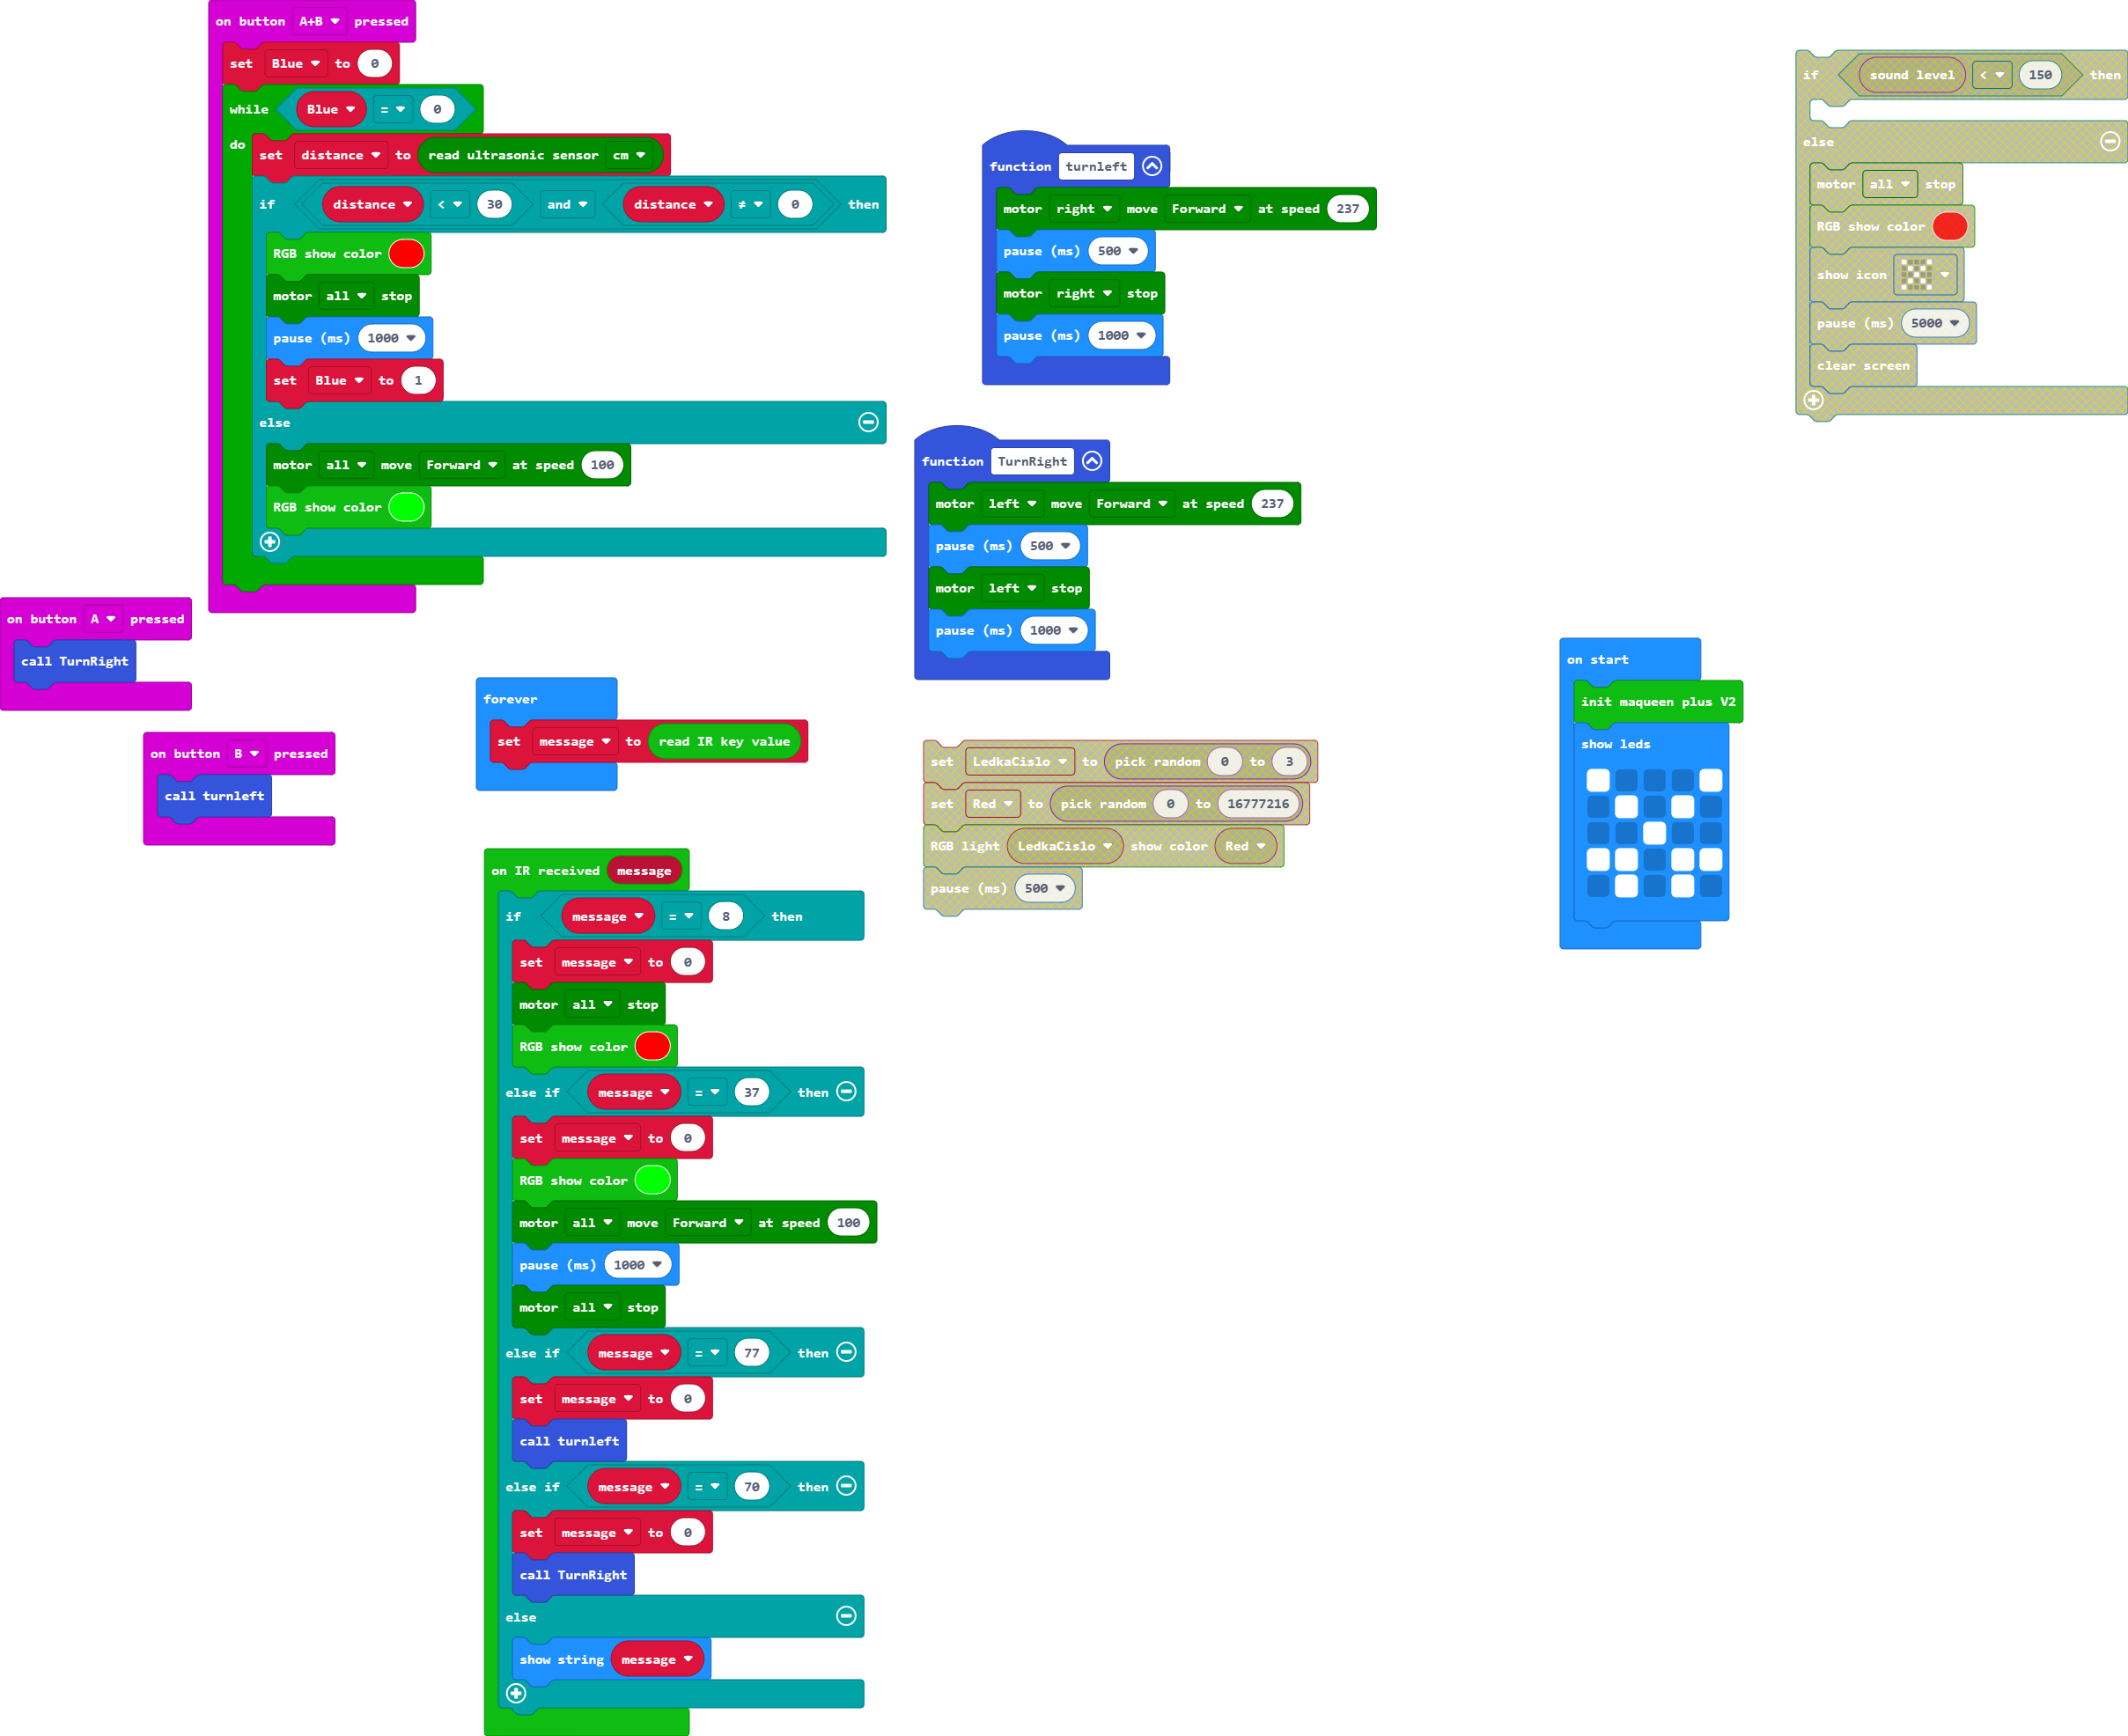 on button A+B pressed
set Blue to 0
while Blue = 0
do
set distance to read ultrasonic sensor cm
if distance < 30 and distance ≠ 0 then
RGB show color
motor all stop
pause (ms) 1000
set Blue to 1
else
motor all move Forward at speed 100
RGB show color
on button A pressed
call TurnRight
on button B pressed
call turnleft
forever
set message to read IR key value
on IR received message
if message = 8 then
set message to 0
motor all stop
RGB show color
else if message = 37 then
set message to 0
RGB show color
motor all move Forward at speed 100
pause (ms) 1000
motor all stop
else if message = 77 then
set message to 0
call turnleft
else if message = 70 then
set message to 0
call TurnRight
else
show string message
function turnleft
motor right move Forward at speed 237
pause (ms) 500
motor right stop
pause (ms) 1000
function TurnRight
motor left move Forward at speed 237
pause (ms) 500
motor left stop
pause (ms) 1000
set LedkaCislo to pick random 0 to 3
set Red to pick random 0 to 16777216
RGB light LedkaCislo show color Red
pause (ms) 500
on start
init maqueen plus V2
show leds
if sound level < 150 then
else
motor all stop
RGB show color
show icon
pause (ms) 5000
clear screen